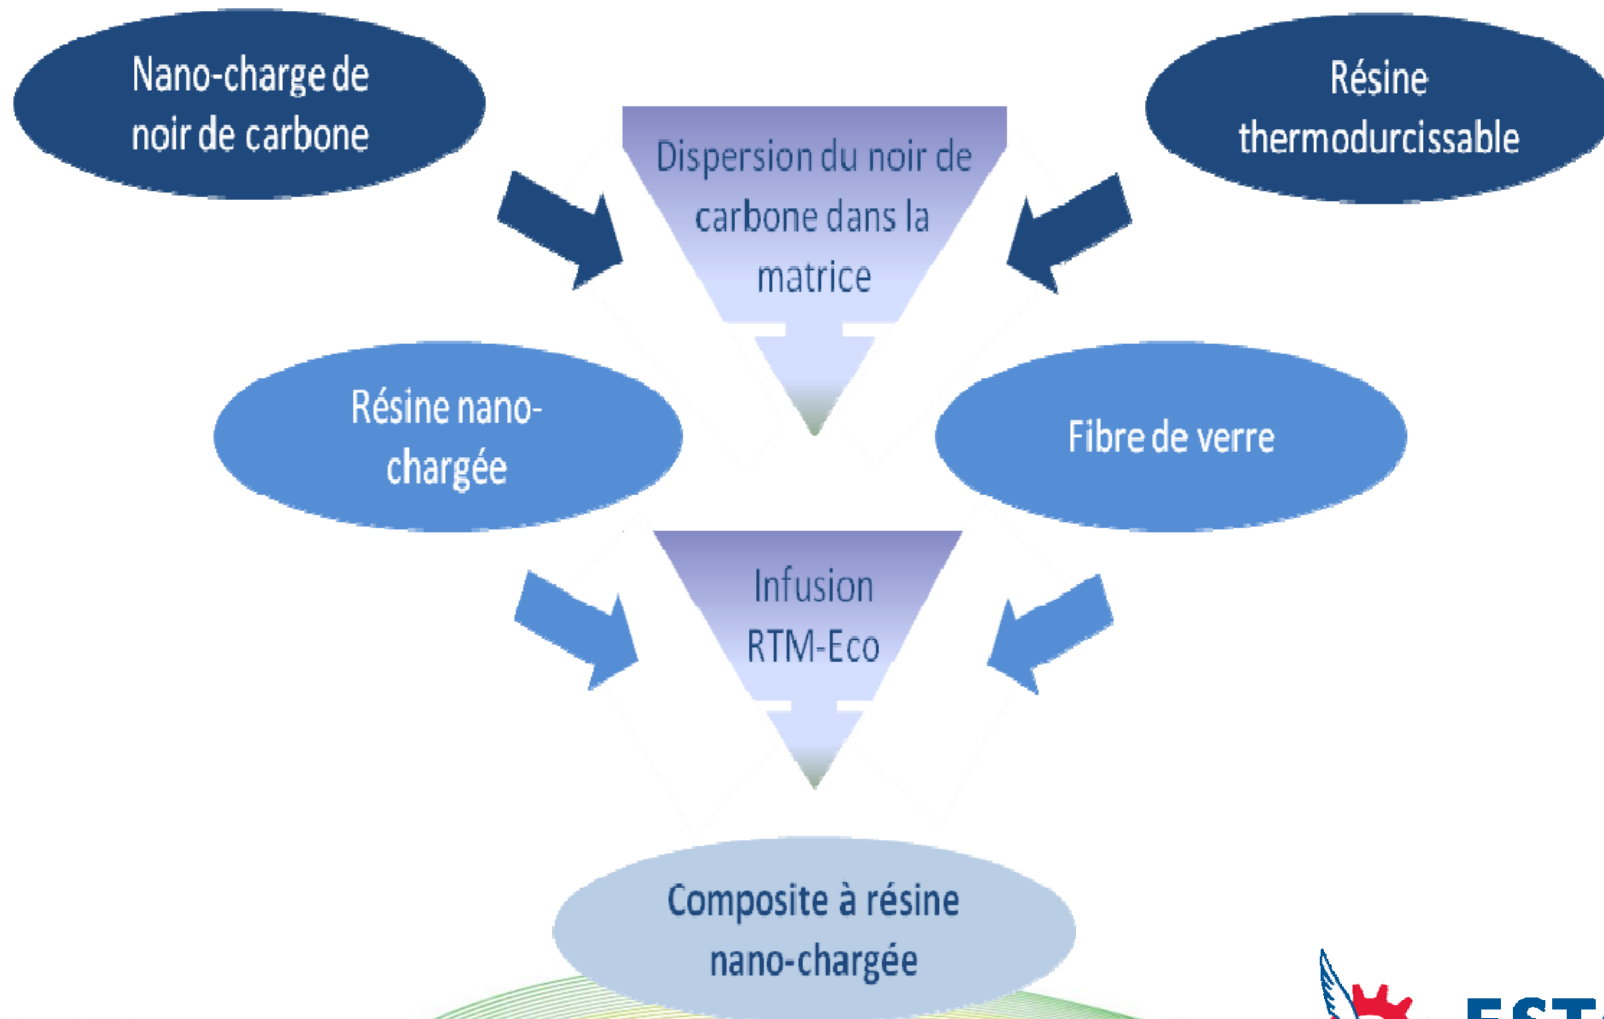 Nano-charge de
noir de carbone
Résine
thermodurcissable
Dispersion du noir de
carbone dans la
matrice
Résine nano-
chargée
Fibre de verre
Infusion
RTM-Eco
Composite à résine
nano-chargée